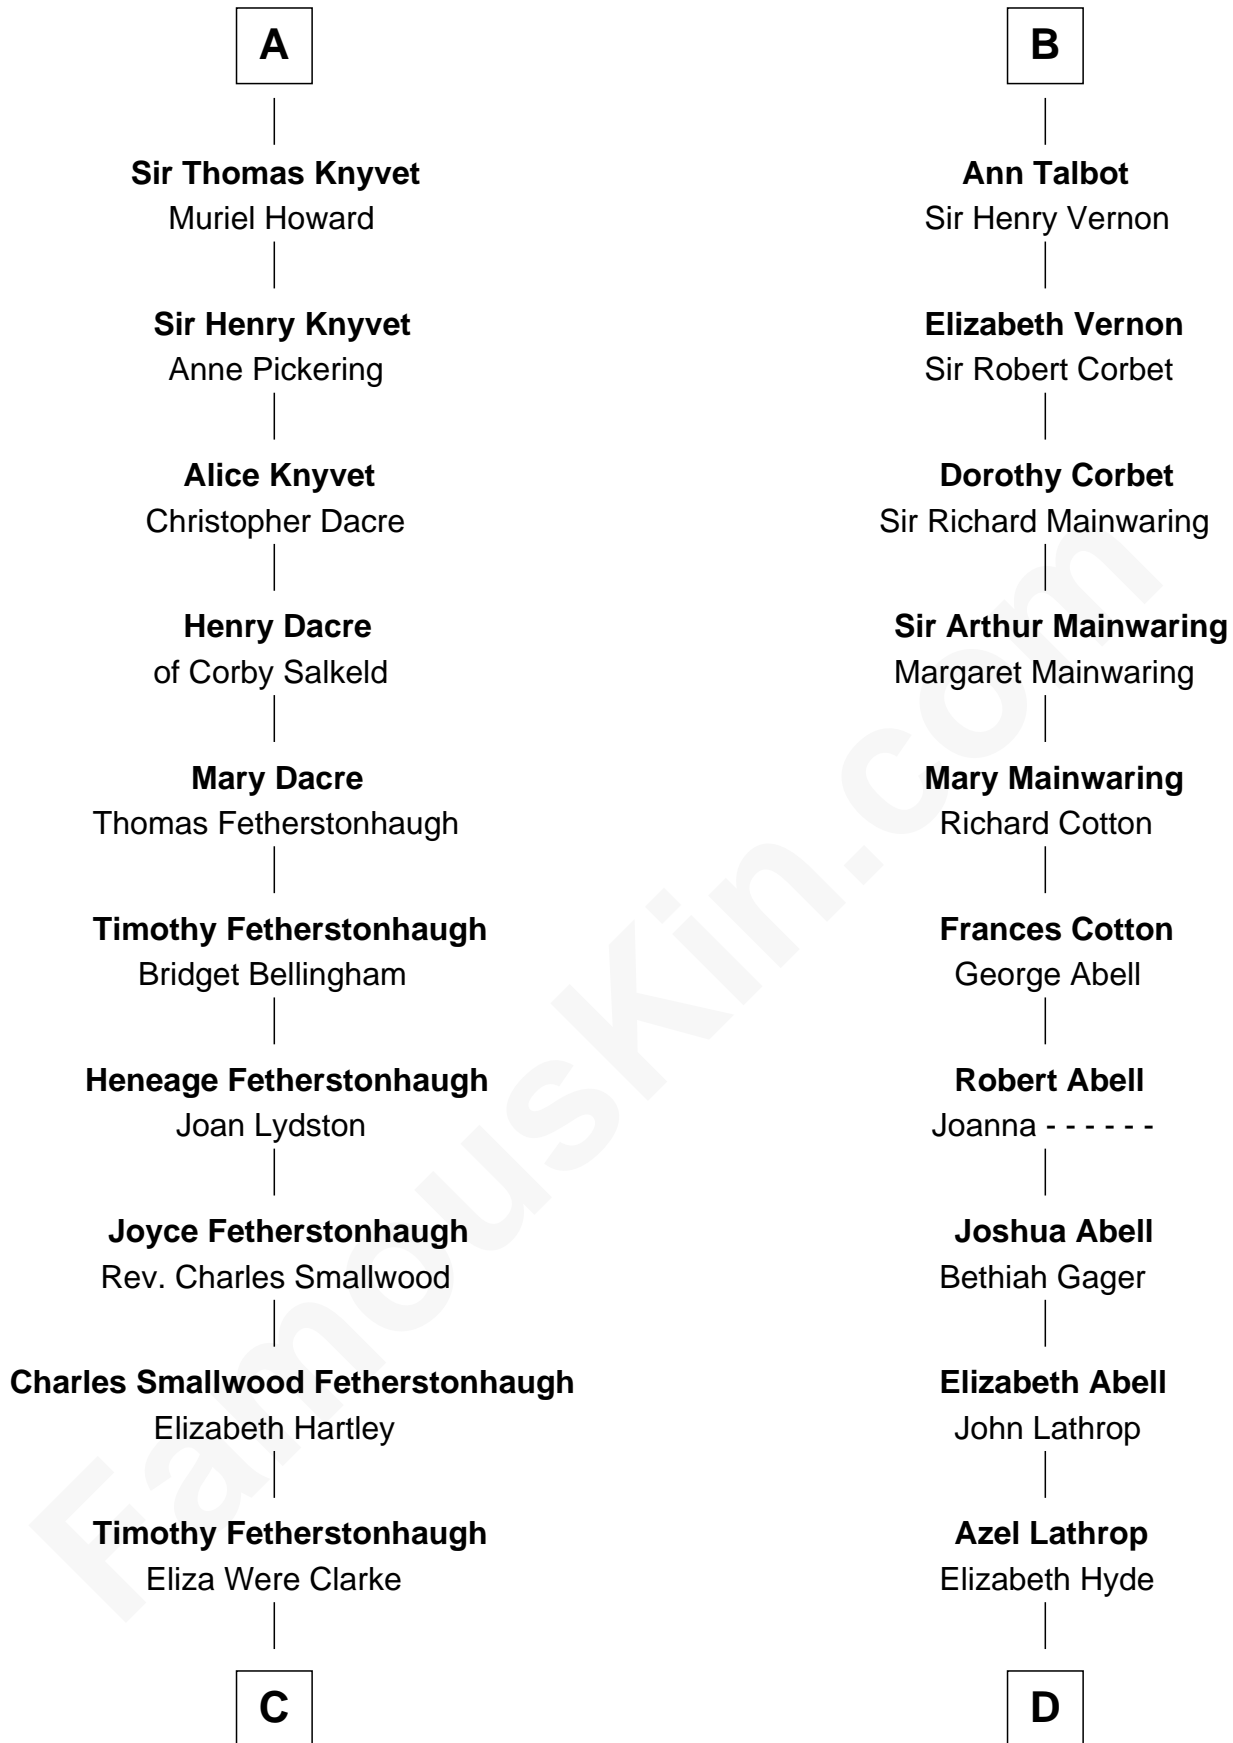 A
Sir Thomas Knyvet
Muriel Howard
Sir Henry Knyvet
Anne Pickering
Alice Knyvet
Christopher Dacre
Henry Dacre
of Corby Salkeld
Mary Dacre
Thomas Fetherstonhaugh
Timothy Fetherstonhaugh
Bridget Bellingham
Heneage Fetherstonhaugh
Joan Lydston
Joyce Fetherstonhaugh
Rev. Charles Smallwood
Charles Smallwood Fetherstonhaugh
Elizabeth Hartley
Timothy Fetherstonhaugh
Eliza Were Clarke
C
B
Ann Talbot
Sir Henry Vernon
Elizabeth Vernon
Sir Robert Corbet
Dorothy Corbet
Sir Richard Mainwaring
Sir Arthur Mainwaring
Margaret Mainwaring
Mary Mainwaring
Richard Cotton
Frances Cotton
George Abell
Robert Abell
Joanna - - - - - -
Joshua Abell
Bethiah Gager
Elizabeth Abell
John Lathrop
Azel Lathrop
Elizabeth Hyde
D
FamousKin.com